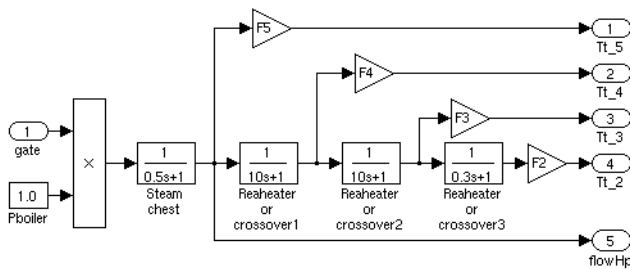 F5
1
Tt_5
F4
2
Tt_4
F3
3
Tt_3
1
gate
×
1
0.5s+1
Steam
chest
1
10s+1
Reaheater
or
crossover1
1
10s+1
Reaheater
or
crossover2
1
0.3s+1
Reaheater
or
crossover3
F2
4
Tt_2
1.0
Pboiler
5
flowHp